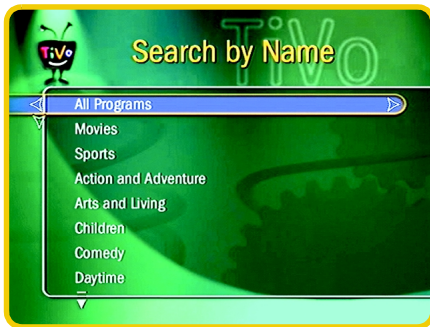 TiVo
TiVo
Search by Name
All Programs
Movies
Sports
Action and Adventure
Arts and Living
Children
Comedy
Daytime